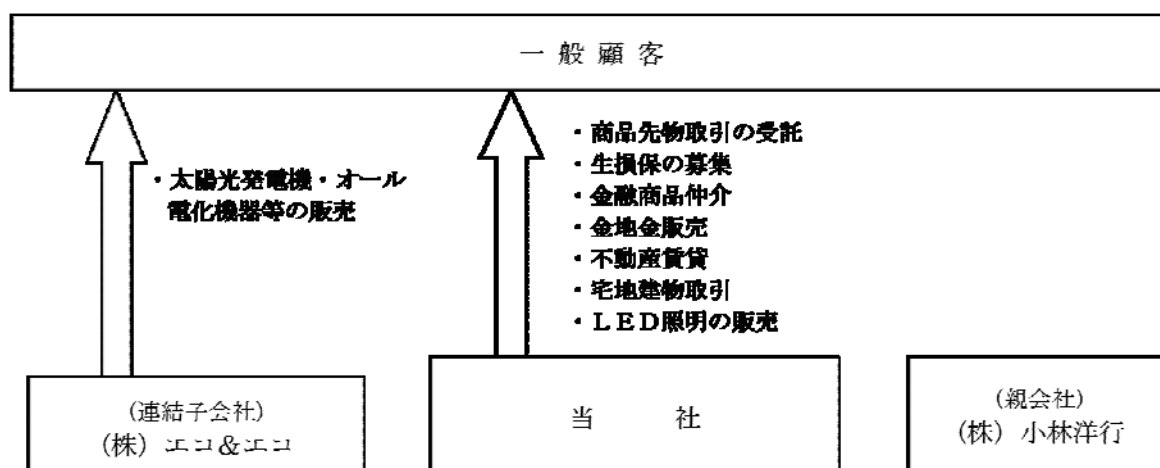 一般顧客
・太陽光発電機・オール
電化機器等の販売
・商品先物取引の受託
・生損保の募集
・金融商品仲介
・金地金販売
・不動産賃貸
・宅地建物取引
・ＬＥＤ照明の販売
(連結子会社)
(株) エコ＆エコ
当社
(親会社)
(株) 小林洋行